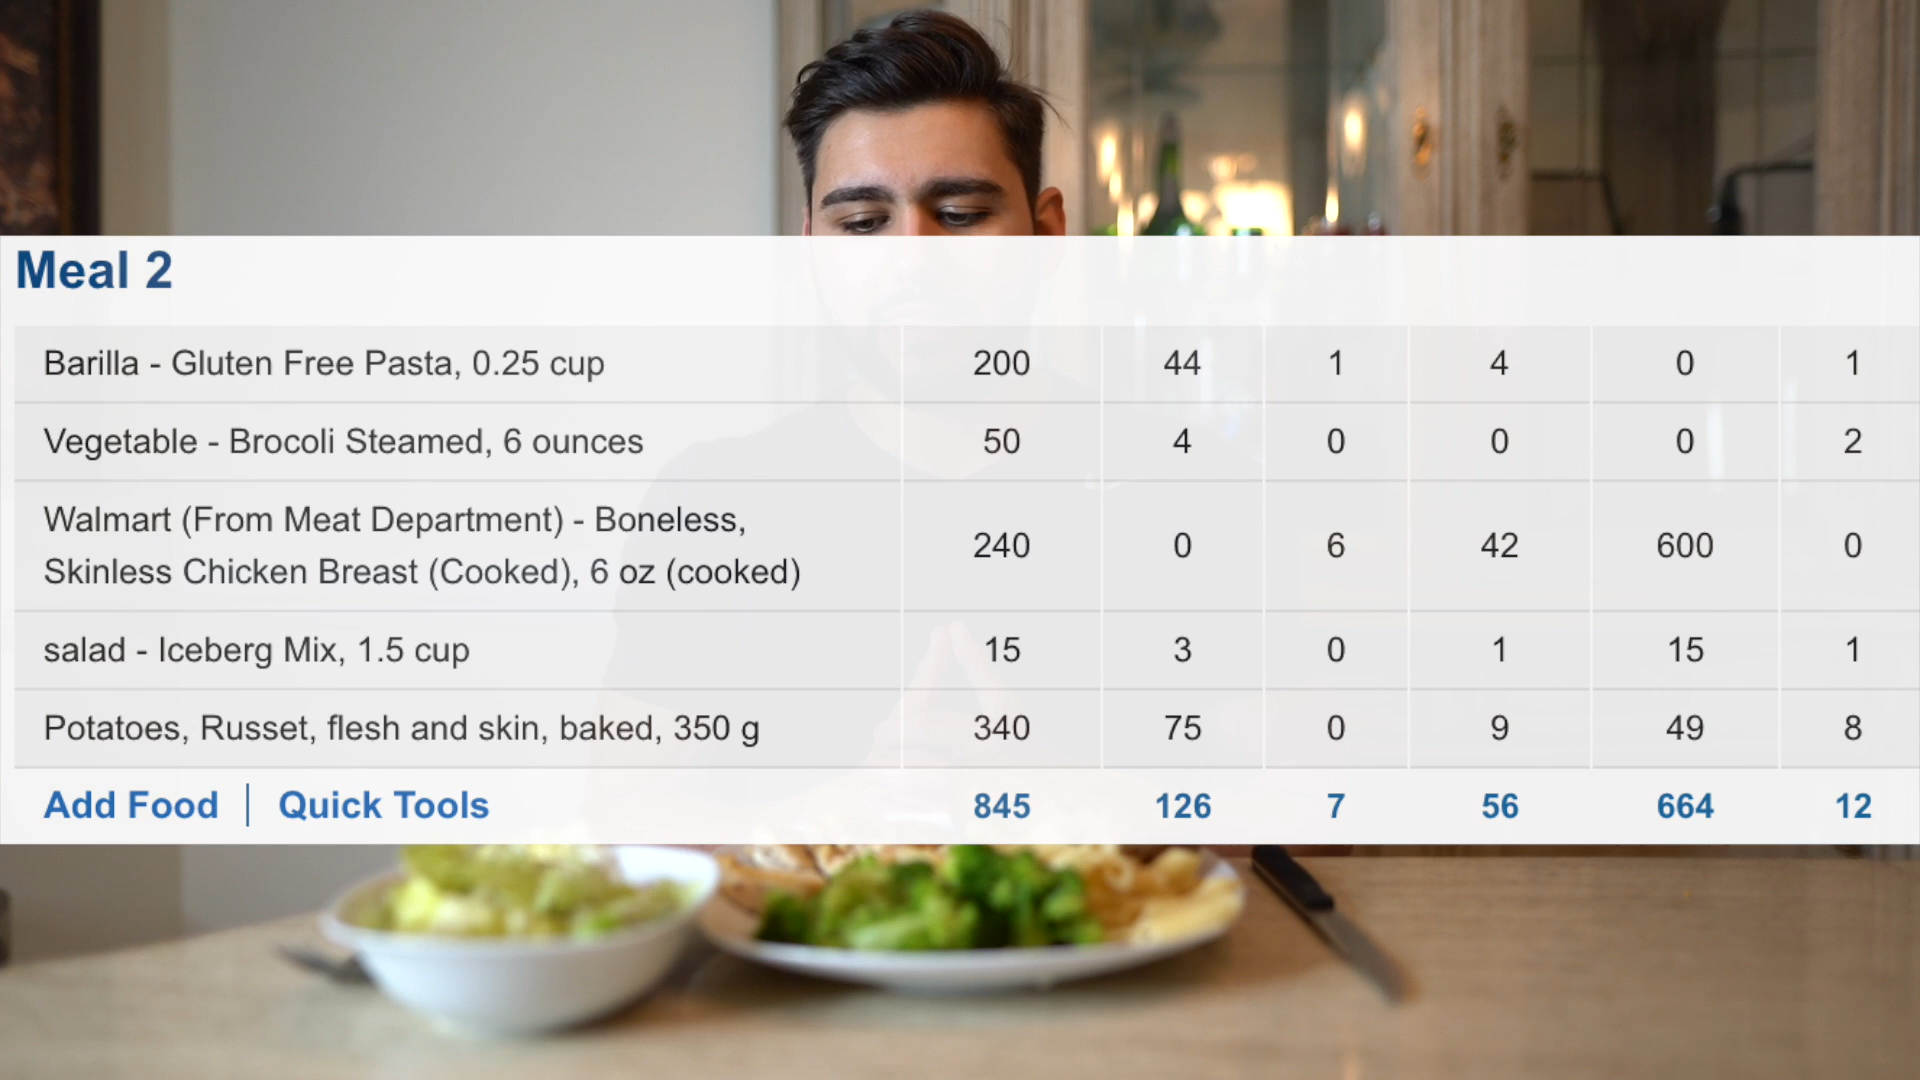 Meal 2
Barilla - Gluten Free Pasta, 0.25 cup 200 44 1 4 0 1
Vegetable - Brocoli Steamed, 6 ounces 50 4 0 0 0 2
Walmart (From Meat Department) - Boneless,
Skinless Chicken Breast (Cooked), 6 oz (cooked) 240 0 6 42 600 0
salad - Iceberg Mix, 1.5 cup 15 3 0 1 15 1
Potatoes, Russet, flesh and skin, baked, 350 g 340 75 0 9 49 8
Add Food | Quick Tools 845 126 7 56 664 12